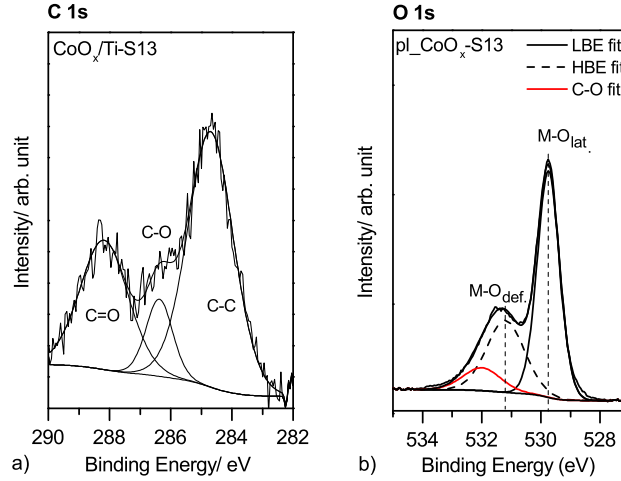 C 1s
CoOx/Ti-S13
Intensity/ arb. unit
C=O
C-O
C-C
290 288 286 284 282
Binding Energy/ eV
a)
O 1s
pl_CoOx-S13
LBE fit
HBE fit
C-O fit
M-Olat.
M-Odef.
Intensity/ arb. unit
534 532 530 528
Binding Energy (eV)
b)